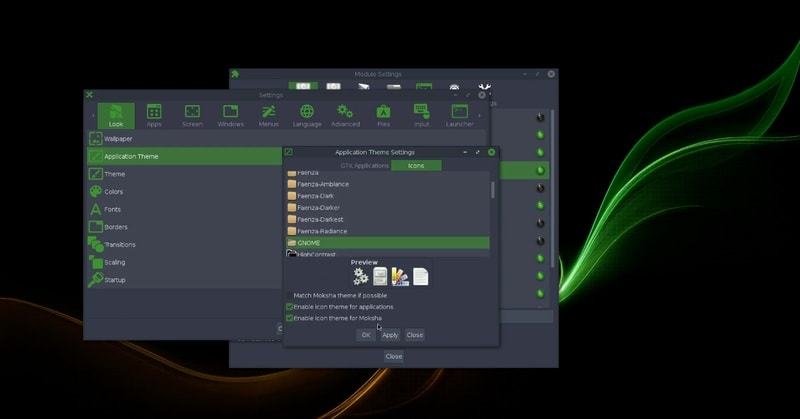 Module Settings
Settings
Look
Apps
Screen
Windows
Menus
Language
Advanced
Files
Input
Launcher
Wallpaper
Application Theme
Theme
Colors
Fonts
Borders
Transitions
Scaling
Startup
Application Theme Settings
GTK Applications
Icons
Faenza
Faenza-Ambiance
Faenza-Dark
Faenza-Darker
Faenza-Darkest
Faenza-Radiance
GNOME
HighContrast
Preview
Match Moksha theme if possible
Enable icon theme for applications
Enable icon theme for Moksha
OK
Apply
Close
Close